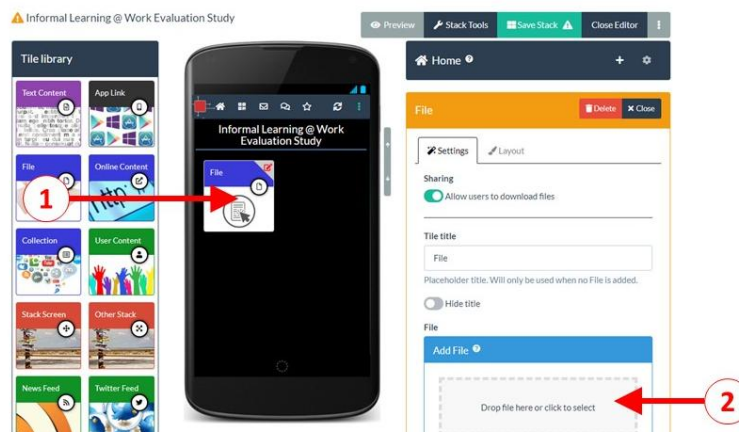 Informal Learning @ Work Evaluation Study
Preview
Stack Tools
Save Stack
Close Editor
Tile library
Text Content
App Link
File
Online Content
Collection
User Content
Stack Screen
Other Stack
News Feed
Twitter Feed
1
Informal Learning @ Work
Evaluation Study
File
Home
File
Delete
Close
Settings
Layout
Sharing
Allow users to download files
Tile title
File
Placeholder title. Will only be used when no File is added.
Hide title
File
Add File
Drop file here or click to select
2